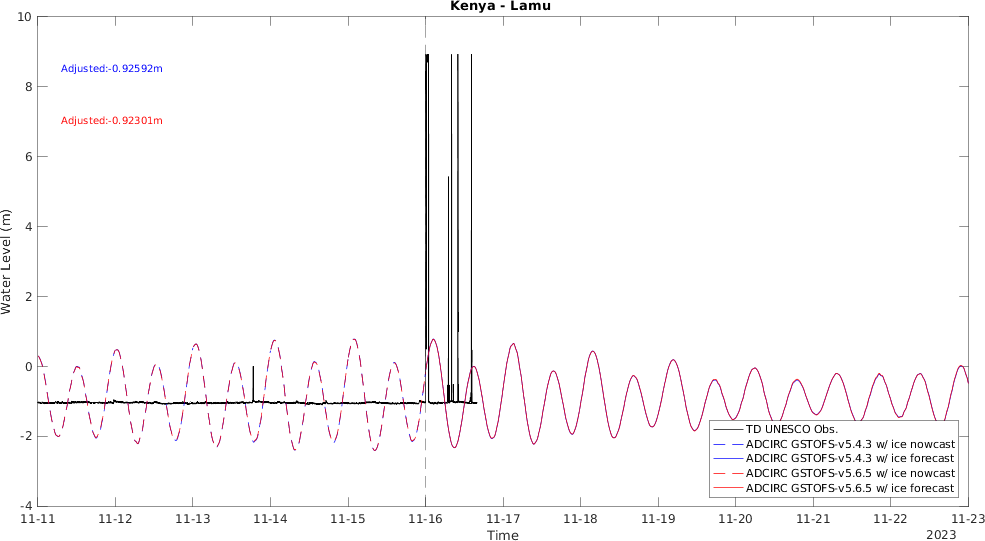 Kenya - Lamu
10
8
6
4
2
0
-2
-4
Water Level (m)
Adjusted:-0.92592m
Adjusted:-0.92301m
TD UNESCO Obs.
ADCIRC GSTOFS-v5.4.3 w/ ice nowcast
ADCIRC GSTOFS-v5.4.3 w/ ice forecast
ADCIRC GSTOFS-v5.6.5 w/ ice nowcast
ADCIRC GSTOFS-v5.6.5 w/ ice forecast
11-11 11-12 11-13 11-14 11-15 11-16 11-17 11-18 11-19 11-20 11-21 11-22 11-23
Time
2023